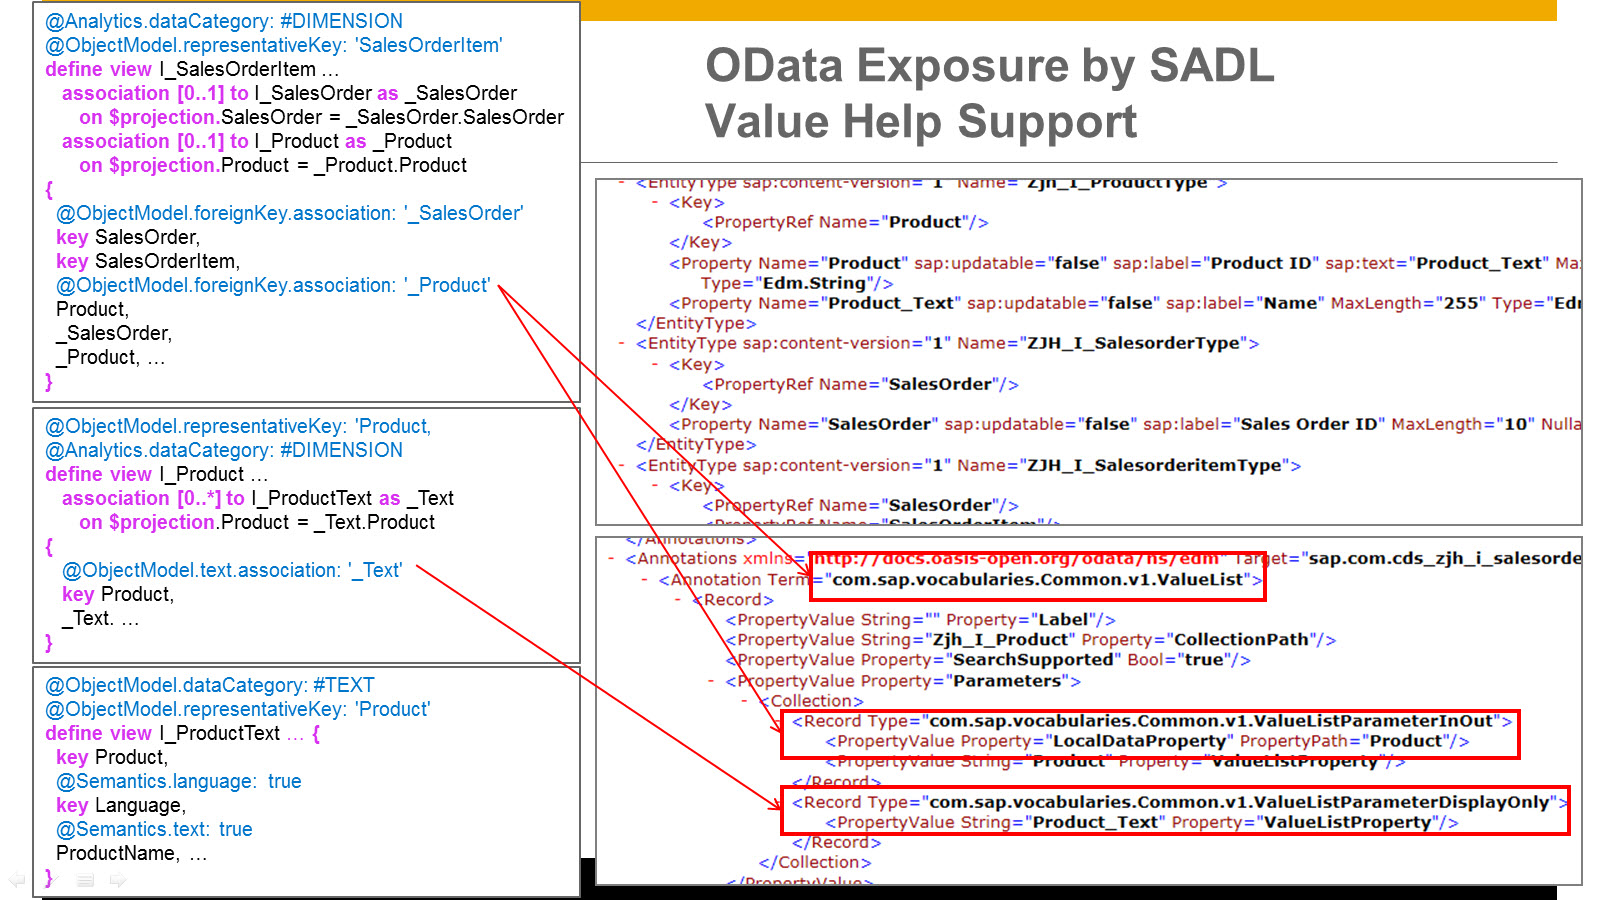 @Analytics.dataCategory: #DIMENSION
@ObjectModel.representativeKey: 'SalesOrderItem'
define view I_SalesOrderItem ...
association [0..1] to I_SalesOrder as _SalesOrder
on $projection.SalesOrder = _SalesOrder.SalesOrder
association [0..1] to I_Product as _Product
on $projection.Product = _Product.Product
{
@ObjectModel.foreignKey.association: '_SalesOrder'
key SalesOrder,
key SalesOrderItem,
@ObjectModel.foreignKey.association: '_Product'
Product,
_SalesOrder,
_Product, ...
}
@ObjectModel.representativeKey: 'Product,
@Analytics.dataCategory: #DIMENSION
define view I_Product ...
association [0..*] to I_ProductText as _Text
on $projection.Product = _Text.Product
{
@ObjectModel.text.association: '_Text'
key Product,
_Text. ...
}
@ObjectModel.dataCategory: #TEXT
@ObjectModel.representativeKey: 'Product'
define view I_ProductText ... {
key Product,
@Semantics.language: true
key Language,
@Semantics.text: true
ProductName, ...
}
OData Exposure by SADL
Value Help Support
- <EntityType sap:content-version="1" Name="Zjh_I_ProductType">
- <Key>
<PropertyRef Name="Product"/>
</Key>
<Property Name="Product" sap:updatable="false" sap:label="Product ID" sap:text="Product_Text" Max
Type="Edm.String"/>
<Property Name="Product_Text" sap:updatable="false" sap:label="Name" MaxLength="255" Type="Edm
</EntityType>
- <EntityType sap:content-version="1" Name="ZJH_I_SalesorderType">
- <Key>
<PropertyRef Name="SalesOrder"/>
</Key>
<Property Name="SalesOrder" sap:updatable="false" sap:label="Sales Order ID" MaxLength="10" Nulla
</EntityType>
- <EntityType sap:content-version="1" Name="ZJH_I_SalesorderitemType">
- <Key>
<PropertyRef Name="SalesOrder"/>
<PropertyRef Name="SalesOrderItem"/>
</Annotations>
- <Annotations xmlns="http://docs.oasis-open.org/odata/ns/edm" Target="sap.com.cds_zjh_i_salesorde
- <Annotation Term="com.sap.vocabularies.Common.v1.ValueList">
- <Record>
<PropertyValue String="" Property="Label"/>
<PropertyValue String="Zjh_I_Product" Property="CollectionPath"/>
<PropertyValue Property="SearchSupported" Bool="true"/>
- <PropertyValue Property="Parameters">
- <Collection>
<Record Type="com.sap.vocabularies.Common.v1.ValueListParameterInOut">
<PropertyValue Property="LocalDataProperty" PropertyPath="Product"/>
<PropertyValue String="Product" Property="ValueListProperty"/>
</Record>
<Record Type="com.sap.vocabularies.Common.v1.ValueListParameterDisplayOnly">
<PropertyValue String="Product_Text" Property="ValueListProperty"/>
</Record>
</Collection>
</PropertyValue>